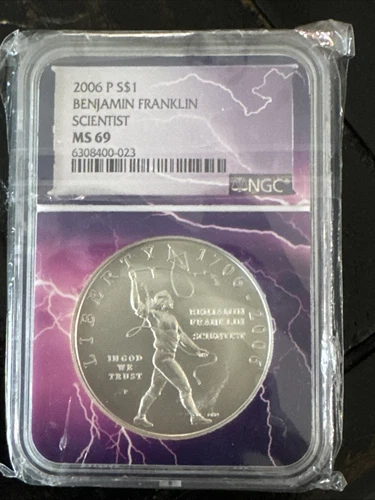 2006 P S$1
BENJAMIN FRANKLIN
SCIENTIST
MS 69
6308400-023
NGC
LIBERTY 1706-2006
BENJAMIN
FRANKLIN
SCIENTIST
IN GOD
WE
TRUST
P